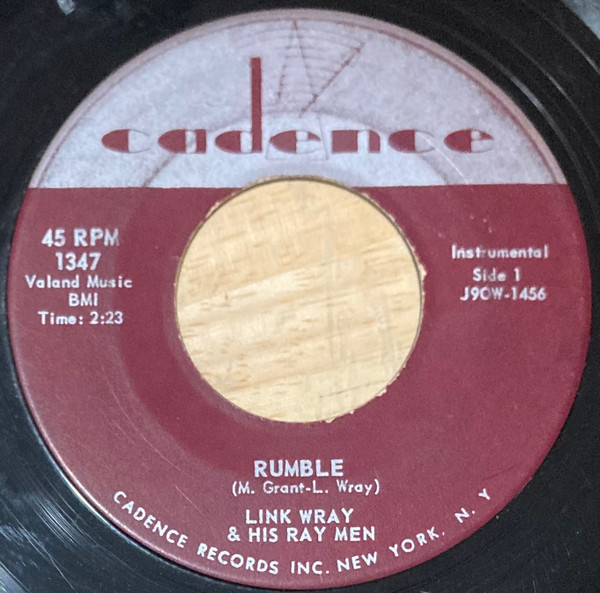 cadence
45 RPM
1347
Valand Music
BMI
Time: 2:23
Instrumental
Side 1
J9OW-1456
RUMBLE
(M. Grant-L. Wray)
LINK WRAY
& HIS RAY MEN
CADENCE RECORDS INC. NEW YORK, N. Y